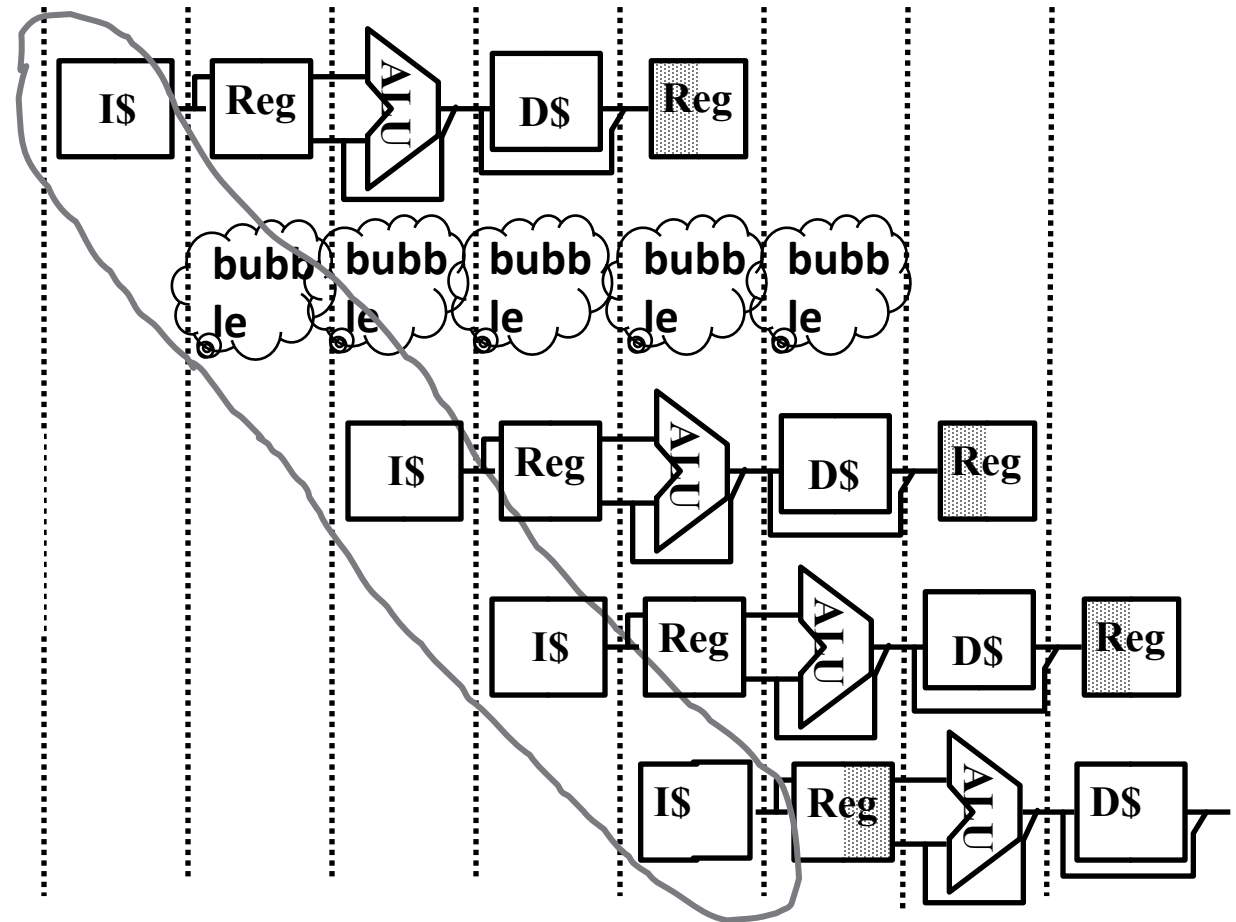 I$ Reg ALU D$ Reg
bubb bubb bubb bubb bubb
le le le le le
I$ Reg ALU D$ Reg
I$ Reg ALU D$ Reg
I$ Reg ALU D$